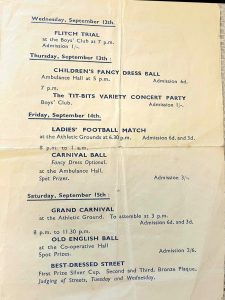 Wednesday, September 12th.
FLITCH TRIAL
at the Boys' Club at 7 p.m.
Admission 1/-.
Thursday, September 13th:
CHILDREN'S FANCY DRESS BALL
Ambulance Hall at 5 p.m. Admission 6d.
7 p.m.
The TIT-BITS VARIETY CONCERT PARTY
Boys' Club. Admission 1/-.
Friday, September 14th.
LADIES' FOOTBALL MATCH
at the Athletic Grounds at 6.30 p.m. Admission 6d. and 3d.
8 p.m. to 1 a.m.
CARNIVAL BALL
Fancy Dress Optional.
at the Ambulance Hall.
Spot Prizes. Admission 3/-.
Saturday, September 15th:
GRAND CARNIVAL
at the Athletic Ground. To assemble at 3 p.m.
Admission 6d. and 3d.
8 p.m. to 11.30 p.m.
OLD ENGLISH BALL
at the Co-operative Hall
Spot Prizes. Admission 2/6.
BEST-DRESSED STREET
First Prize Silver Cup. Second and Third, Bronze Plaque.
Judging of Streets, Tuesday and Wednesday.